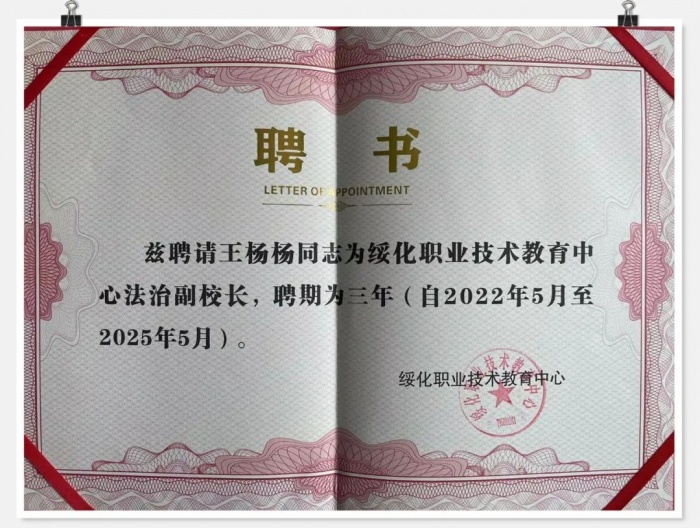 聘 书
LETTER OF APPOINTMENT
兹聘请王杨杨同志为绥化职业技术教育中
心法治副校长，聘期为三年（自2022年5月至
2025年5月）。
绥化职业技术教育中心